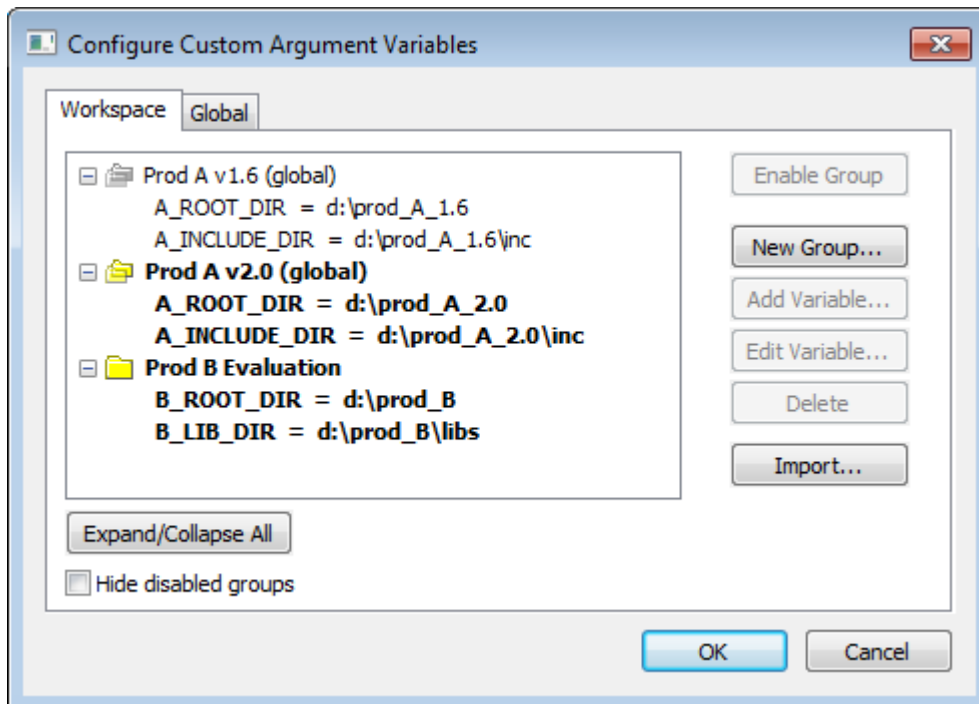 Configure Custom Argument Variables
Workspace
Global
Prod A v1.6 (global)
A_ROOT_DIR = d:\prod_A_1.6
A_INCLUDE_DIR = d:\prod_A_1.6\inc
Prod A v2.0 (global)
A_ROOT_DIR = d:\prod_A_2.0
A_INCLUDE_DIR = d:\prod_A_2.0\inc
Prod B Evaluation
B_ROOT_DIR = d:\prod_B
B_LIB_DIR = d:\prod_B\libs
Enable Group
New Group...
Add Variable...
Edit Variable...
Delete
Import...
Expand/Collapse All
Hide disabled groups
OK
Cancel